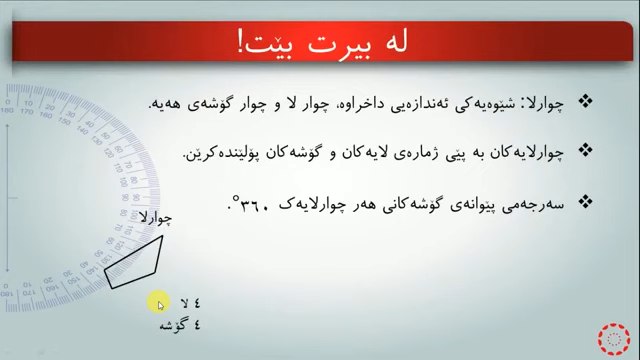 لە بیرت بێت!
❖ چوارلا: شێوەیەکی ئەندازەیی داخراوە، چوار لا و چوار گۆشەی هەیە.
❖ چوارلایەکان بە پێی ژمارەی لایەکان و گۆشەکان پۆلێندەکرێن.
❖ سەرجەمی پێوانەی گۆشەکانی هەر چوارلایەک ٣٦٠°.
چوارلا
٤ لا
٤ گۆشە